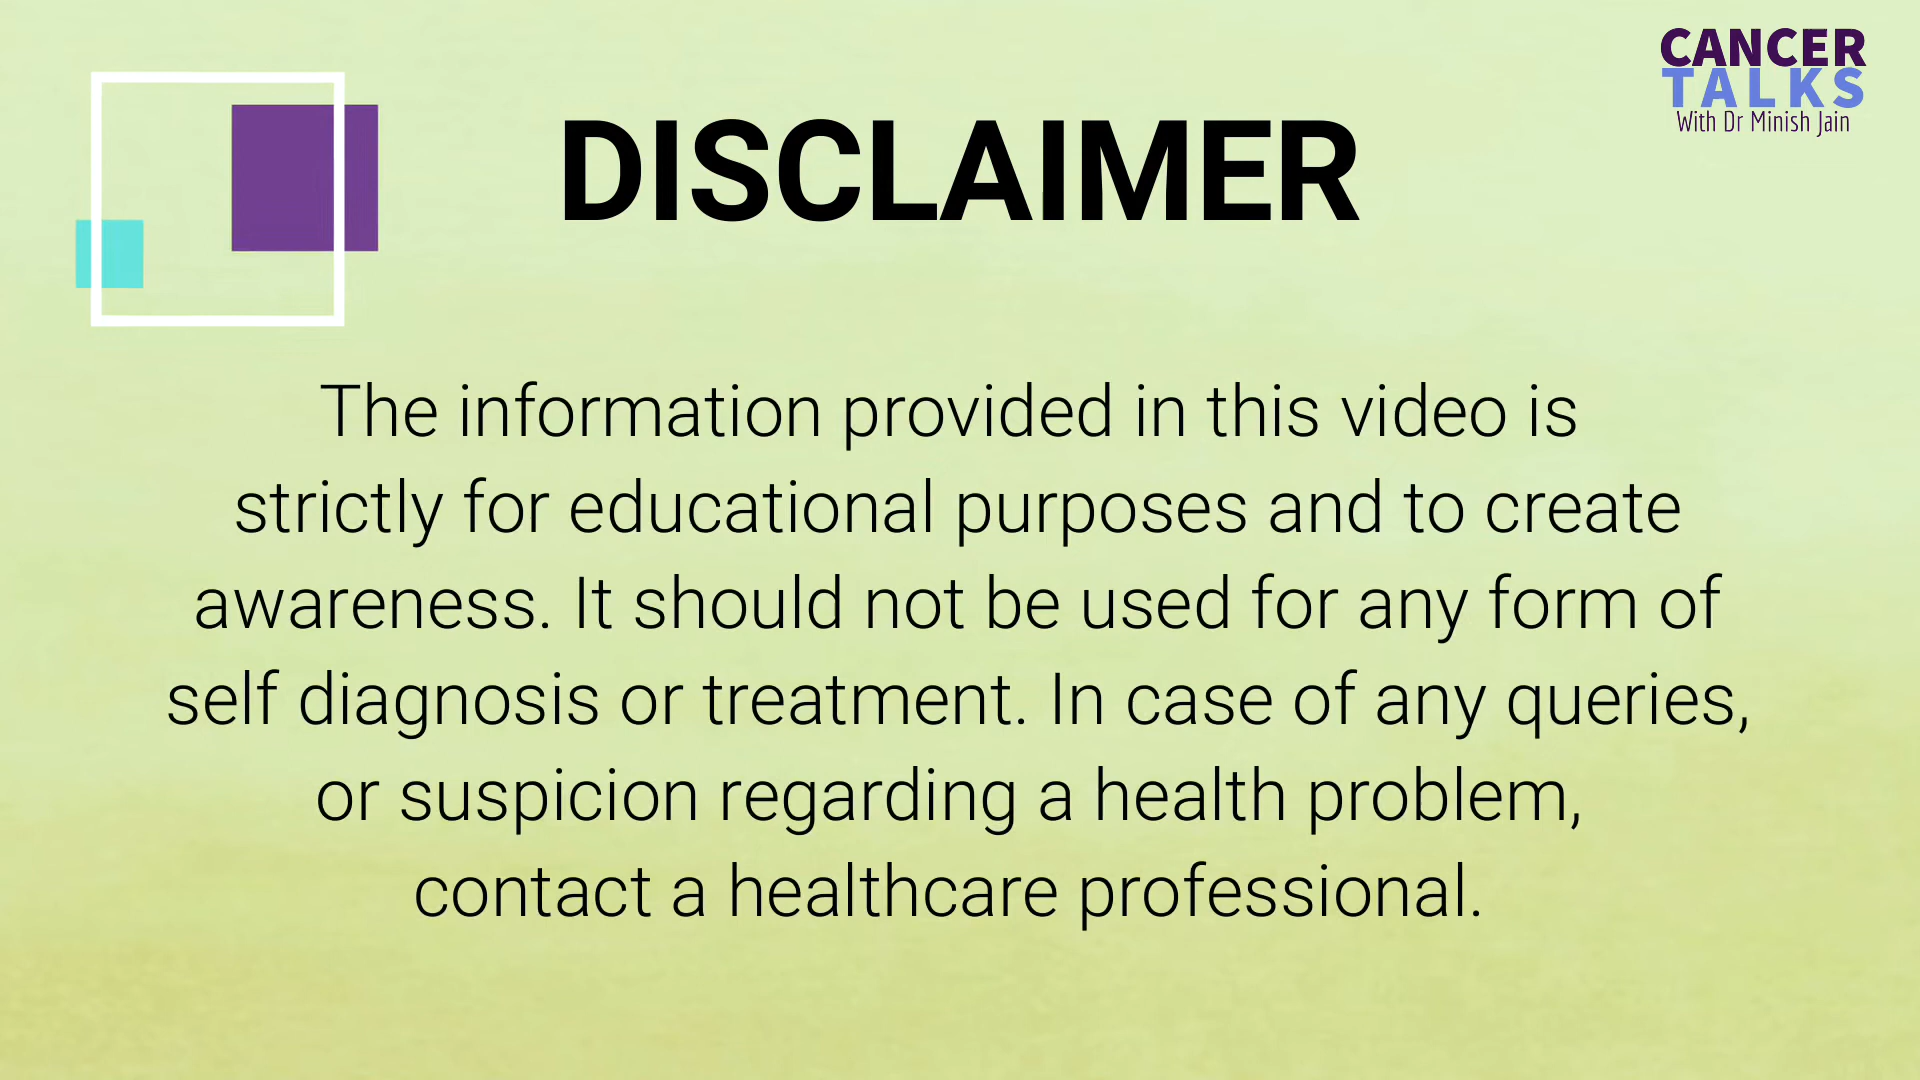 CANCER
TALKS
With Dr Minish Jain
DISCLAIMER
The information provided in this video is
strictly for educational purposes and to create
awareness. It should not be used for any form of
self diagnosis or treatment. In case of any queries,
or suspicion regarding a health problem,
contact a healthcare professional.